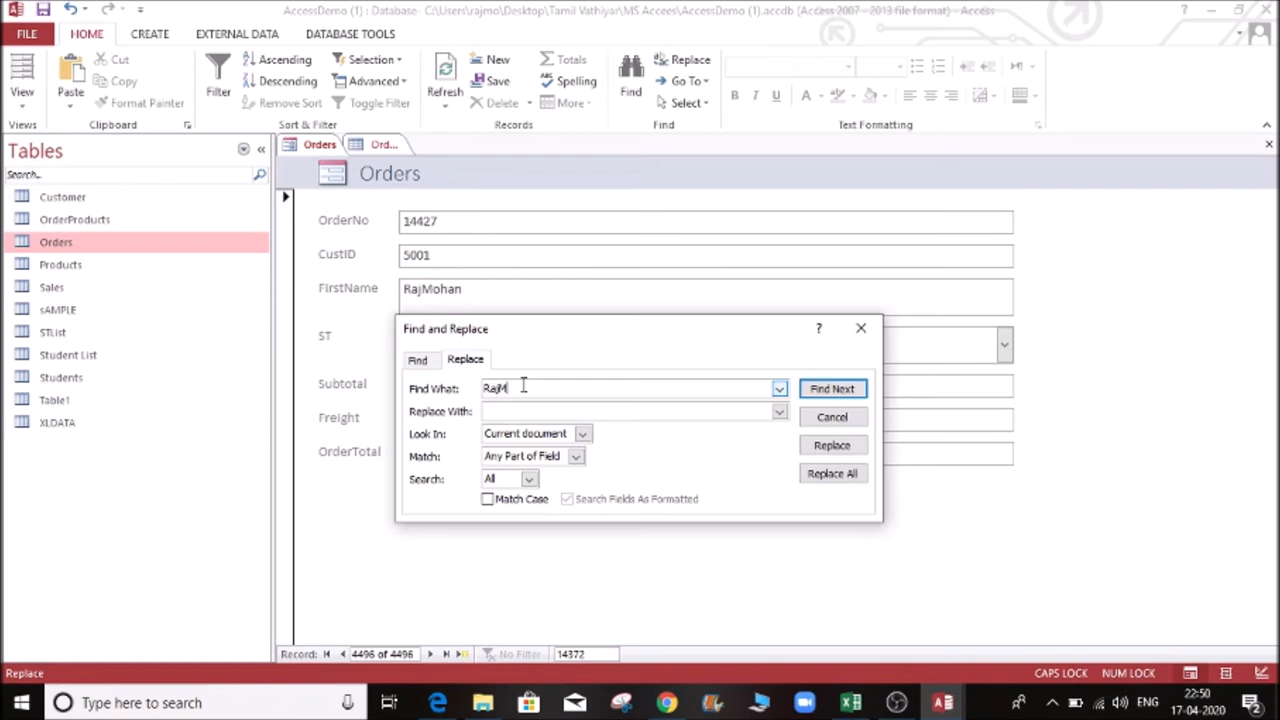 AccessDemo (1) : Database- C:\Users\rajmo\Desktop\Tamil Vathiyar\MS Accees\AccessDemo (1).accdb (Access 2007 - 2013 file format) - Access
FILE HOME CREATE EXTERNAL DATA DATABASE TOOLS
View
Views
Paste
Cut
Copy
Format Painter
Clipboard
Filter
Ascending
Descending
Remove Sort
Selection
Advanced
Toggle Filter
Sort & Filter
Refresh
New
Save
Delete
Totals
Spelling
More
Records
Find
Replace
Go To
Select
Find
B I U A
Text Formatting
Tables
Search...
Customer
OrderProducts
Orders
Products
Sales
sAMPLE
STList
Student List
Students
Table1
XLDATA
Orders Ord...
Orders
OrderNo 14427
CustID 5001
FirstName RajMohan
ST
Subtotal
Freight
OrderTotal
Find and Replace ?
Find Replace
Find What: RajM Find Next
Replace With: Cancel
Look In: Current document Replace
Match: Any Part of Field Replace All
Search: All
Match Case Search Fields As Formatted
Record: 4496 of 4496 No Filter 14372
Replace CAPS LOCK NUM LOCK
Type here to search
ENG 22:50
17-04-2020 2